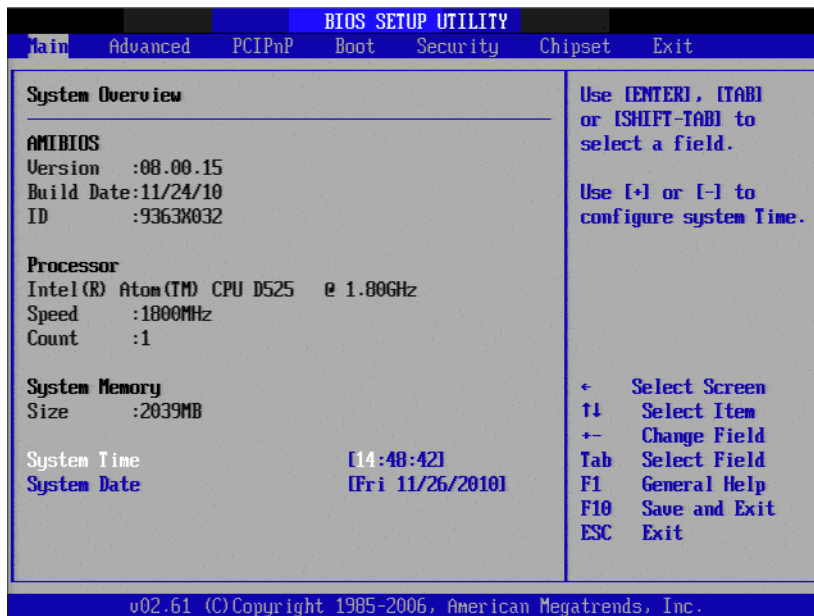 BIOS SETUP UTILITY
Main Advanced PCIPnP Boot Security Chipset Exit
System Overview
AMIBIOS
Version :08.00.15
Build Date:11/24/10
ID :9363X032
Processor
Intel(R) Atom(TM) CPU D525 @ 1.80GHz
Speed :1800MHz
Count :1
System Memory
Size :2039MB
System Time [14:48:42]
System Date [Fri 11/26/2010]
Use [ENTER], [TAB]
or [SHIFT-TAB] to
select a field.
Use [+] or [-] to
configure system Time.
← Select Screen
↑↓ Select Item
+- Change Field
Tab Select Field
F1 General Help
F10 Save and Exit
ESC Exit
v02.61 (C)Copyright 1985-2006, American Megatrends, Inc.